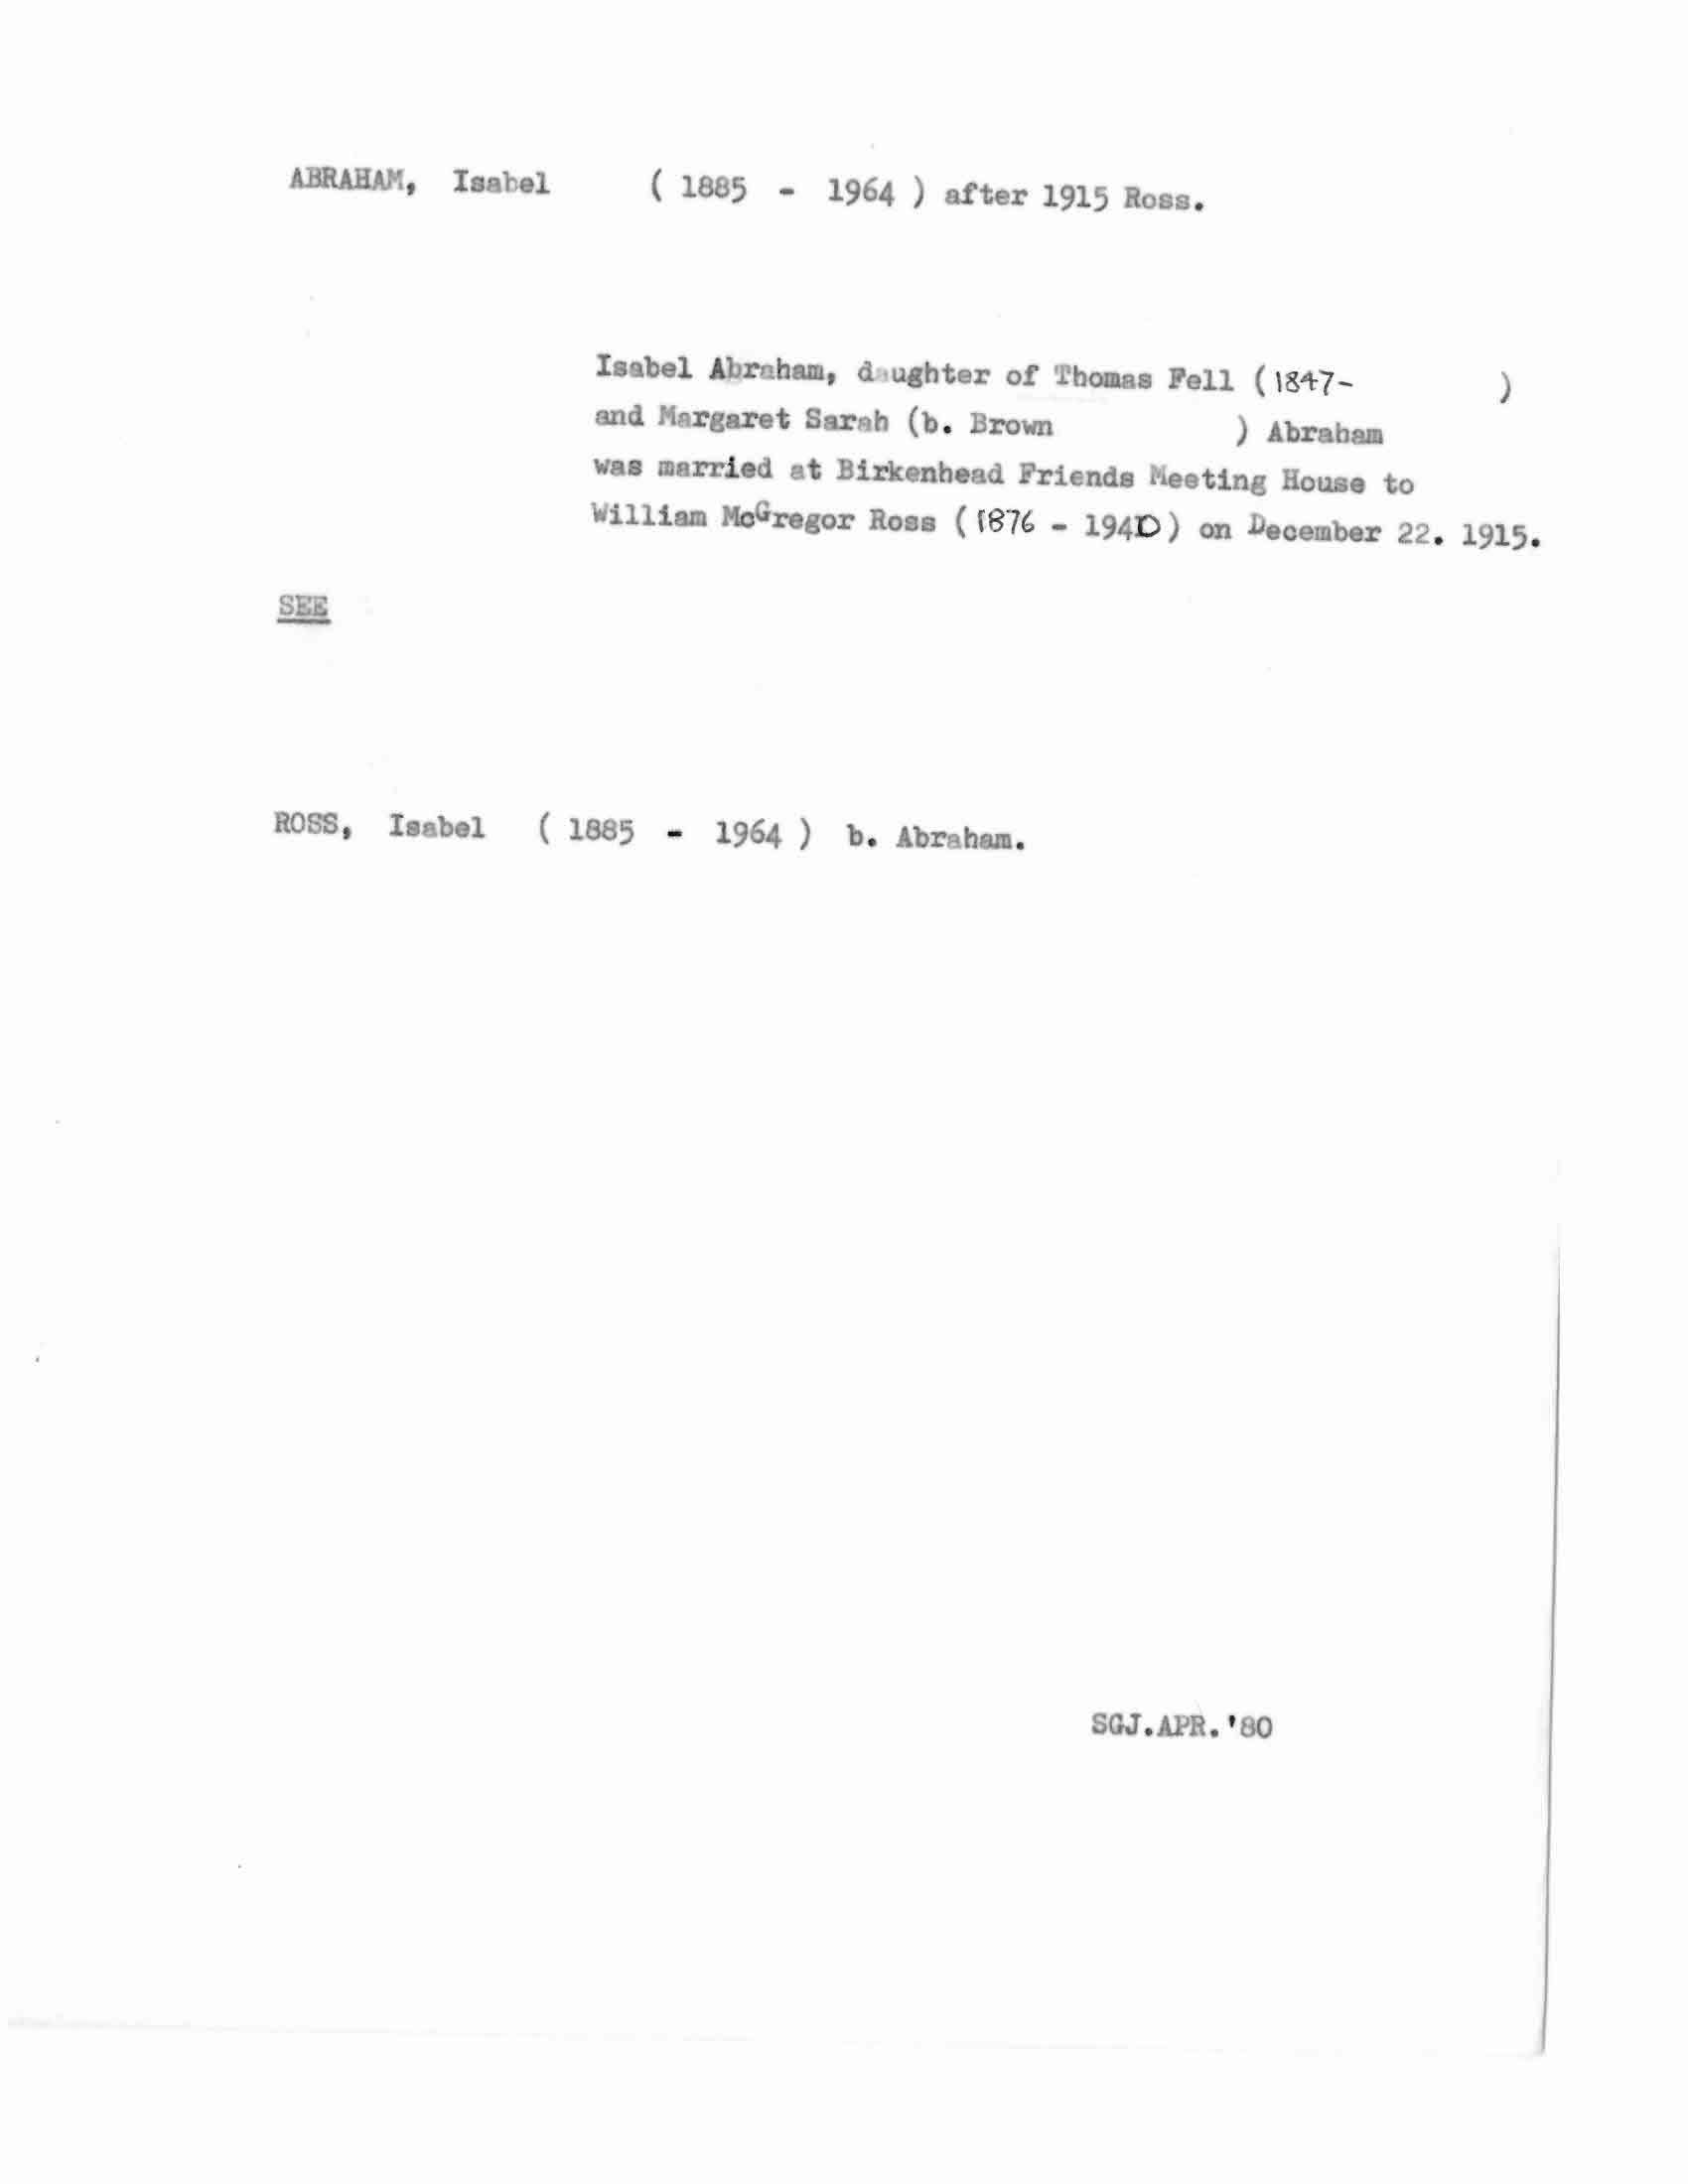 ABRAHAM, Isabel ( 1885 - 1964 ) after 1915 Ross.
Isabel Abraham, daughter of Thomas Fell (1847- )
and Margaret Sarah (b. Brown ) Abraham
was married at Birkenhead Friends Meeting House to
William McGregor Ross (1876 - 1940) on December 22. 1915.
SEE
ROSS, Isabel ( 1885 - 1964 ) b. Abraham.
SGJ.APR.'80